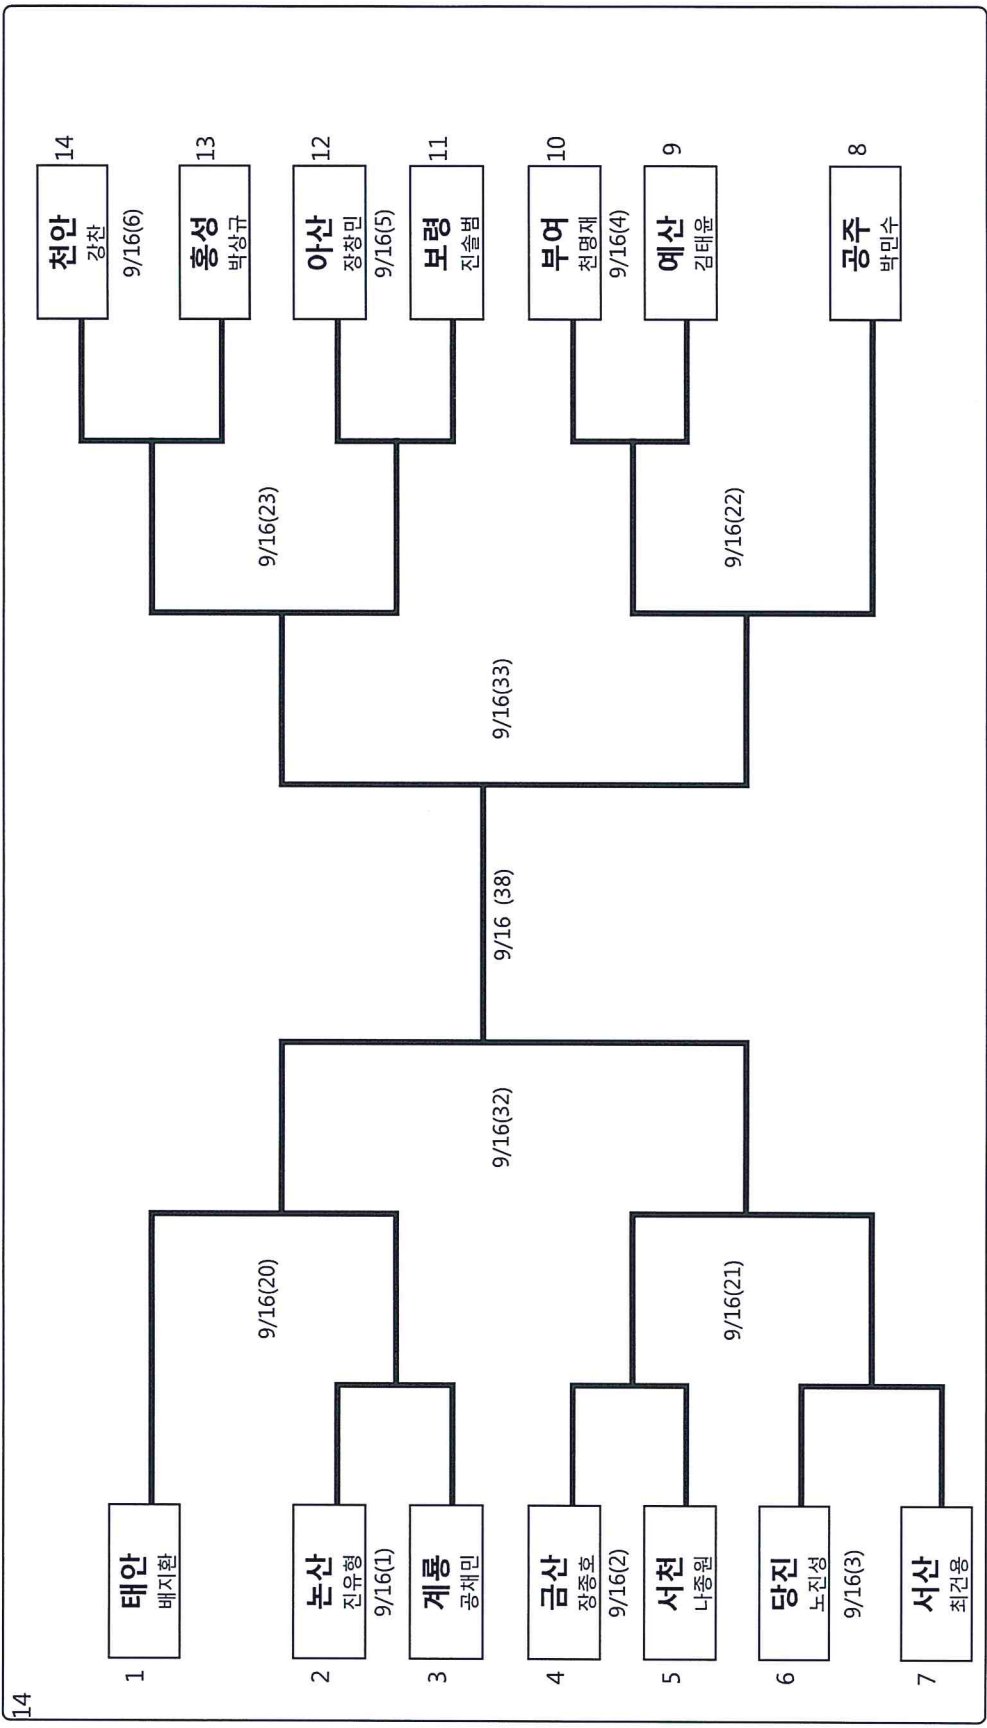 14
1
태안
배지환
9/16(20)
2
논산
진유형
9/16(1)
3
계룡
공채민
9/16(32)
4
금산
장종호
9/16(2)
5
서천
나종원
9/16(21)
6
당진
노진성
9/16(3)
7
서산
최건용
9/16 (38)
14
천안
강찬
9/16(6)
13
홍성
박상규
9/16(23)
12
아산
장창민
9/16(5)
11
보령
진솔범
9/16(33)
10
부여
천명재
9/16(4)
9
예산
김태윤
9/16(22)
8
공주
박민수